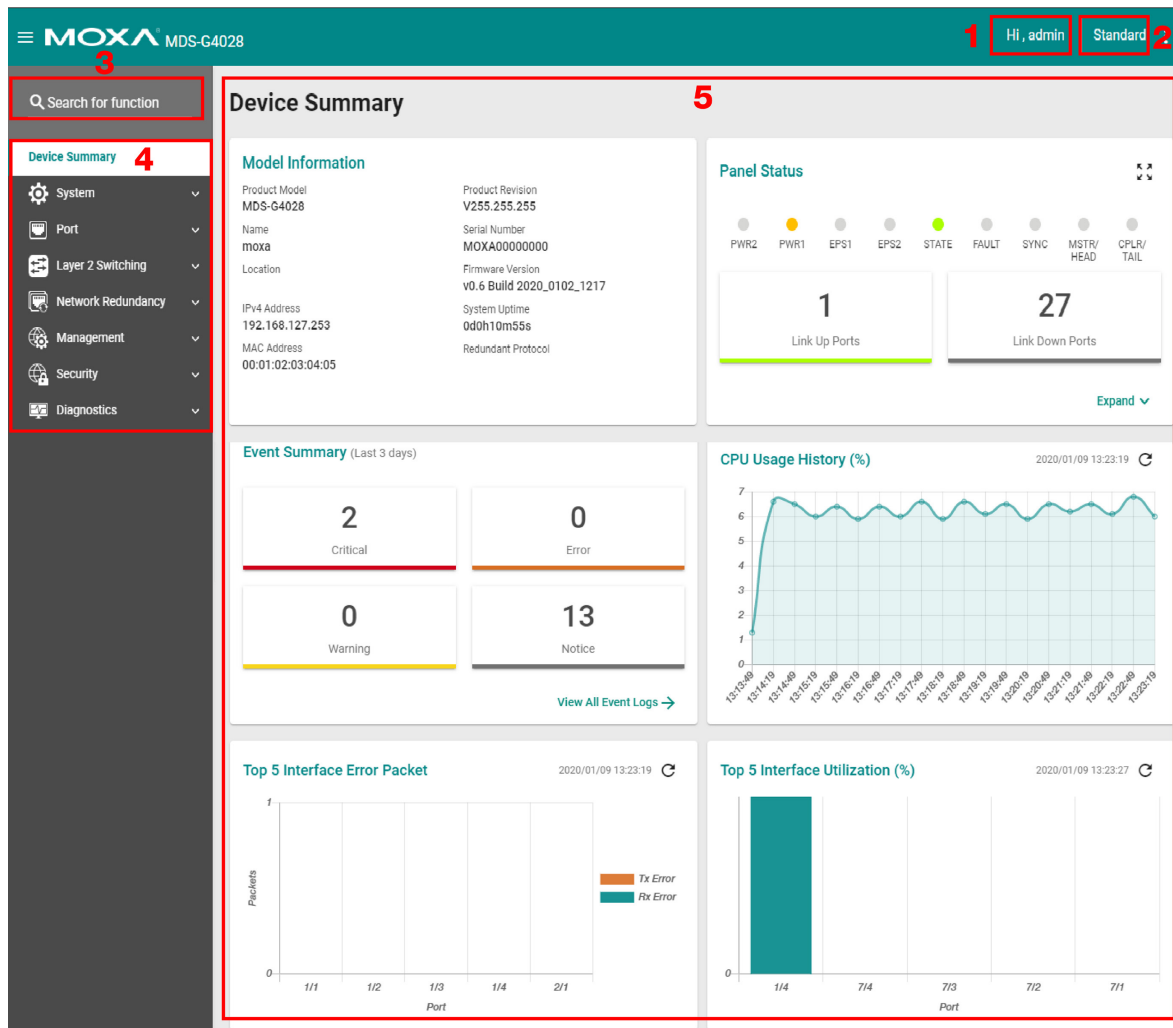 MOXA® MDS-G4028
1
Hi , admin
Standard
2
3
Search for function
Device Summary
4
System
Port
Layer 2 Switching
Network Redundancy
Management
Security
Diagnostics
Device Summary
5
Model Information
Product Model
MDS-G4028
Product Revision
V255.255.255
Name
moxa
Serial Number
MOXA00000000
Location
Firmware Version
v0.6 Build 2020_0102_1217
IPv4 Address
192.168.127.253
System Uptime
0d0h10m55s
MAC Address
00:01:02:03:04:05
Redundant Protocol
Panel Status
PWR2 PWR1 EPS1 EPS2 STATE FAULT SYNC MSTR/ CPLR/
HEAD TAIL
1
Link Up Ports
27
Link Down Ports
Expand
Event Summary (Last 3 days)
2
Critical
0
Error
0
Warning
13
Notice
View All Event Logs
CPU Usage History (%)
2020/01/09 13:23:19
7
6
5
4
3
2
1
0
13:13:49 13:14:19 13:14:49 13:15:19 13:15:49 13:16:19 13:16:49 13:17:19 13:17:49 13:18:19 13:18:49 13:19:19 13:19:49 13:20:19 13:20:49 13:21:19 13:21:49 13:22:19 13:22:49 13:23:19
Top 5 Interface Error Packet
2020/01/09 13:23:19
1
Packets
0
1/1 1/2 1/3 1/4 2/1
Port
Tx Error
Rx Error
Top 5 Interface Utilization (%)
2020/01/09 13:23:27
0
1/4 7/4 7/3 7/2 7/1
Port